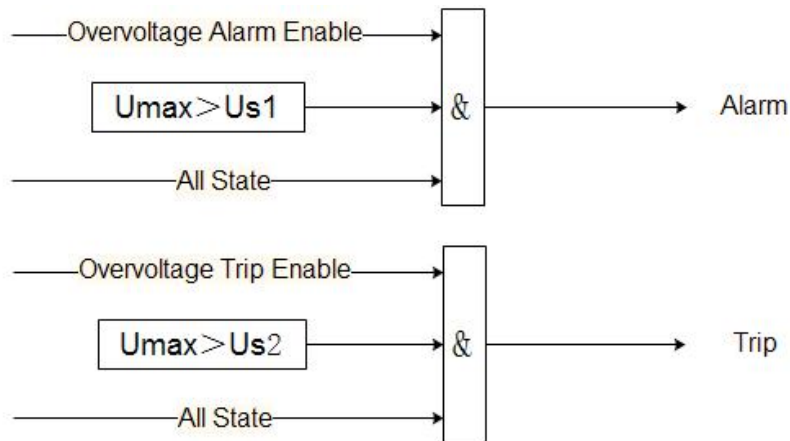 Overvoltage Alarm Enable
Umax＞Us1
&
Alarm
All State
Overvoltage Trip Enable
Umax＞Us2
&
Trip
All State